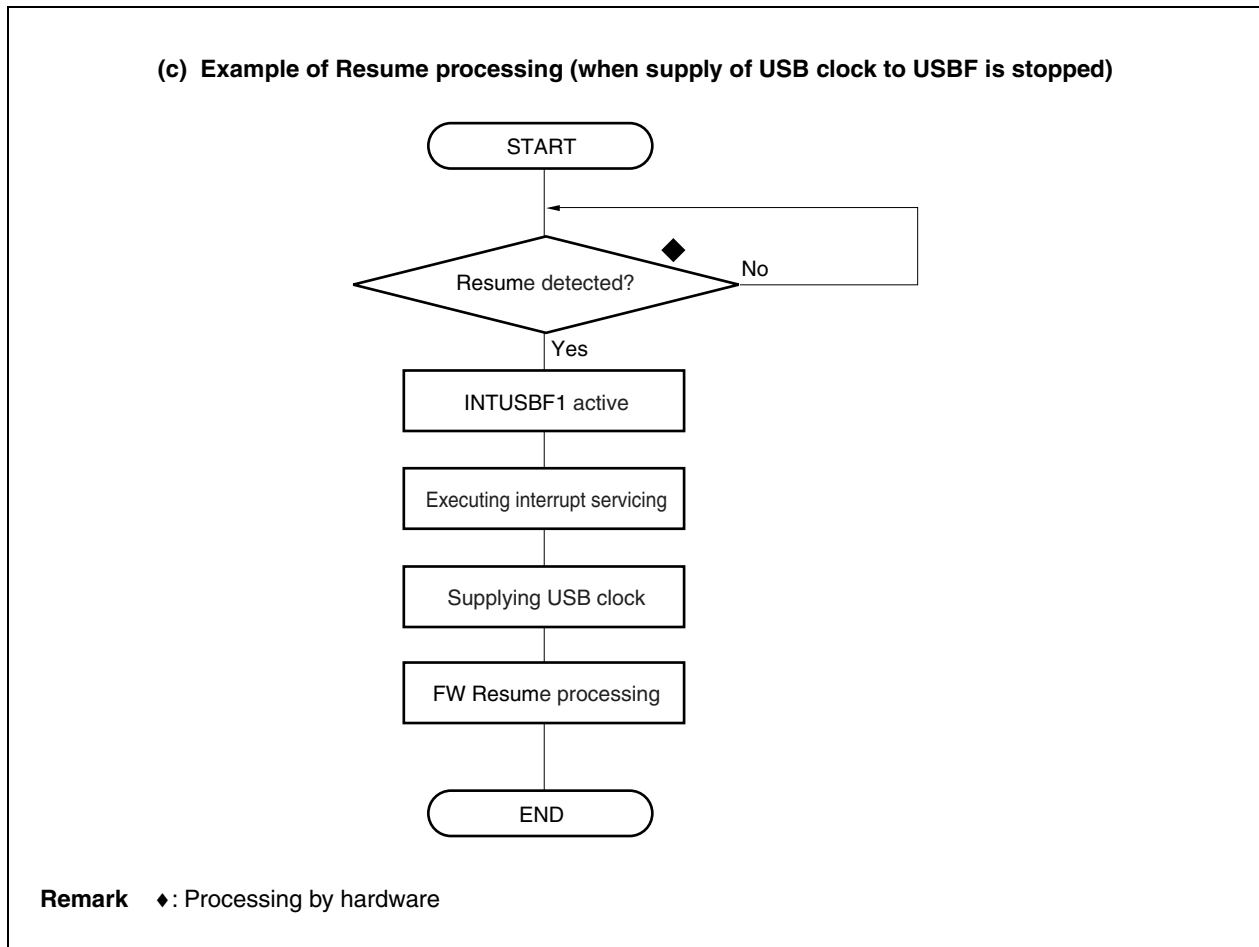 (c) Example of Resume processing (when supply of USB clock to USBF is stopped)
START
Resume detected?
No
Yes
INTUSBF1 active
Executing interrupt servicing
Supplying USB clock
FW Resume processing
END
Remark ♦: Processing by hardware